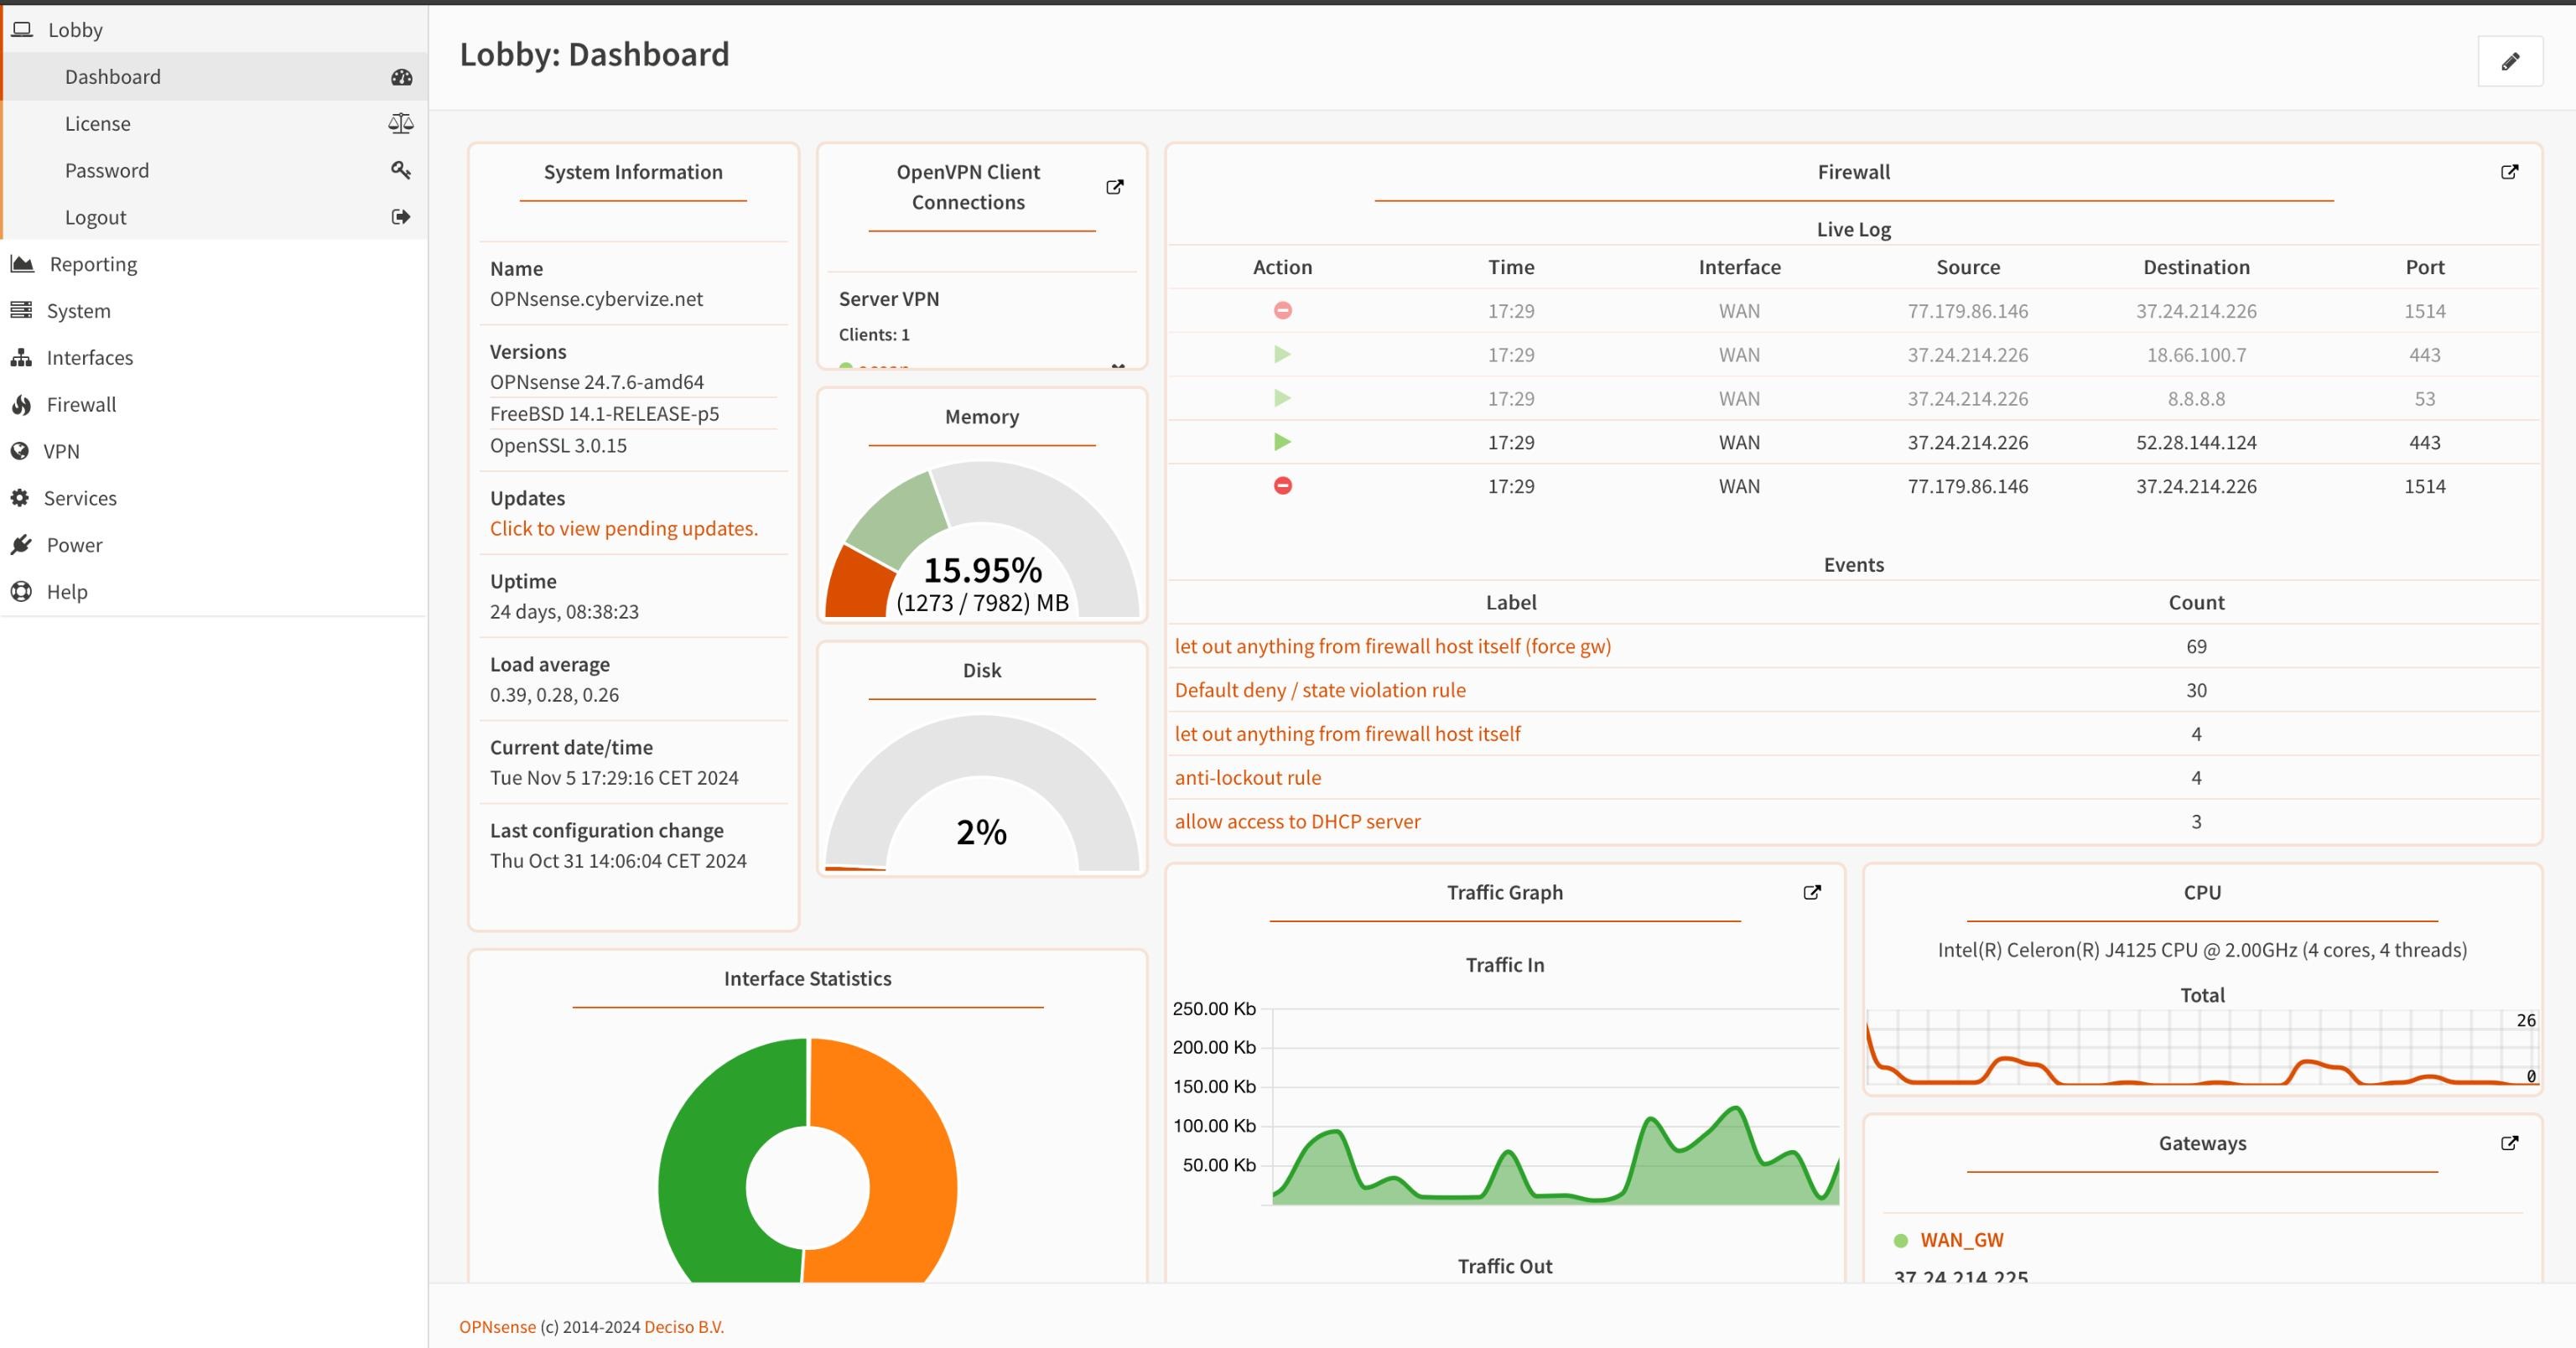 Lobby
Dashboard
License
Password
Logout
Reporting
System
Interfaces
Firewall
VPN
Services
Power
Help
Lobby: Dashboard
System Information
Name
OPNsense.cybervize.net
Versions
OPNsense 24.7.6-amd64
FreeBSD 14.1-RELEASE-p5
OpenSSL 3.0.15
Updates
Click to view pending updates.
Uptime
24 days, 08:38:23
Load average
0.39, 0.28, 0.26
Current date/time
Tue Nov 5 17:29:16 CET 2024
Last configuration change
Thu Oct 31 14:06:04 CET 2024
OpenVPN Client
Connections
Server VPN
Clients: 1
Memory
15.95%
(1273 / 7982) MB
Disk
2%
Firewall
Live Log
Action Time Interface Source Destination Port
17:29 WAN 77.179.86.146 37.24.214.226 1514
17:29 WAN 37.24.214.226 18.66.100.7 443
17:29 WAN 37.24.214.226 8.8.8.8 53
17:29 WAN 37.24.214.226 52.28.144.124 443
17:29 WAN 77.179.86.146 37.24.214.226 1514
Events
Label Count
let out anything from firewall host itself (force gw) 69
Default deny / state violation rule 30
let out anything from firewall host itself 4
anti-lockout rule 4
allow access to DHCP server 3
Interface Statistics
Traffic Graph
Traffic In
250.00 Kb
200.00 Kb
150.00 Kb
100.00 Kb
50.00 Kb
Traffic Out
CPU
Intel(R) Celeron(R) J4125 CPU @ 2.00GHz (4 cores, 4 threads)
Total
26
0
Gateways
WAN_GW
37.24.214.225
OPNsense (c) 2014-2024 Deciso B.V.